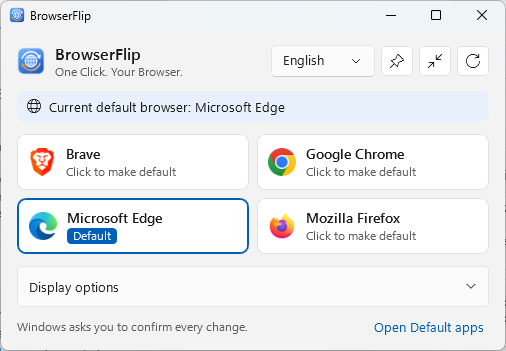 BrowserFlip
BrowserFlip
One Click. Your Browser.
English
Current default browser: Microsoft Edge
Brave
Click to make default
Google Chrome
Click to make default
Microsoft Edge
Default
Mozilla Firefox
Click to make default
Display options
Windows asks you to confirm every change.
Open Default apps